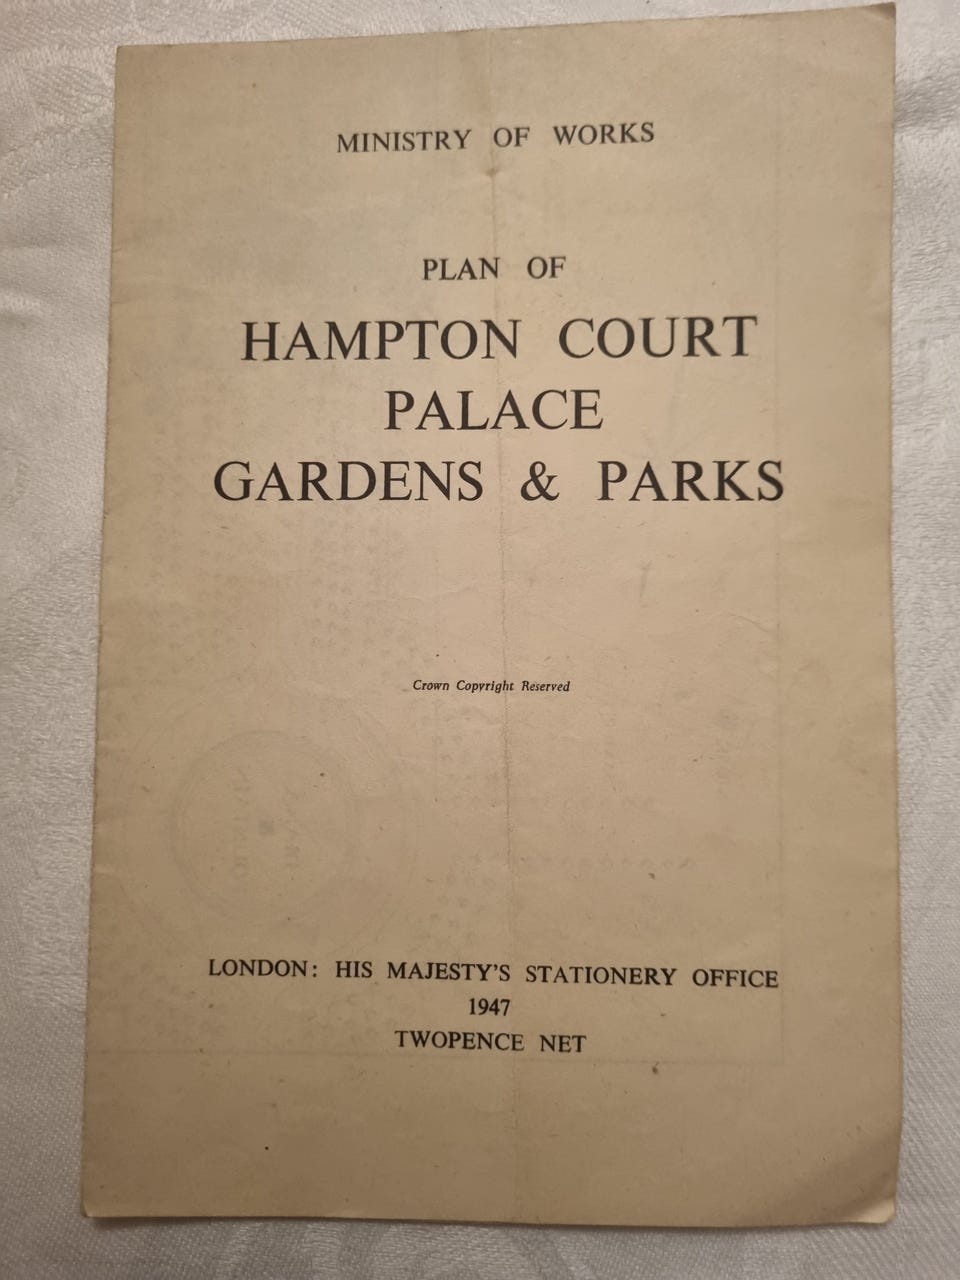 MINISTRY OF WORKS
PLAN OF
HAMPTON COURT
PALACE
GARDENS & PARKS
Crown Copyright Reserved
LONDON: HIS MAJESTY'S STATIONERY OFFICE
1947
TWOPENCE NET